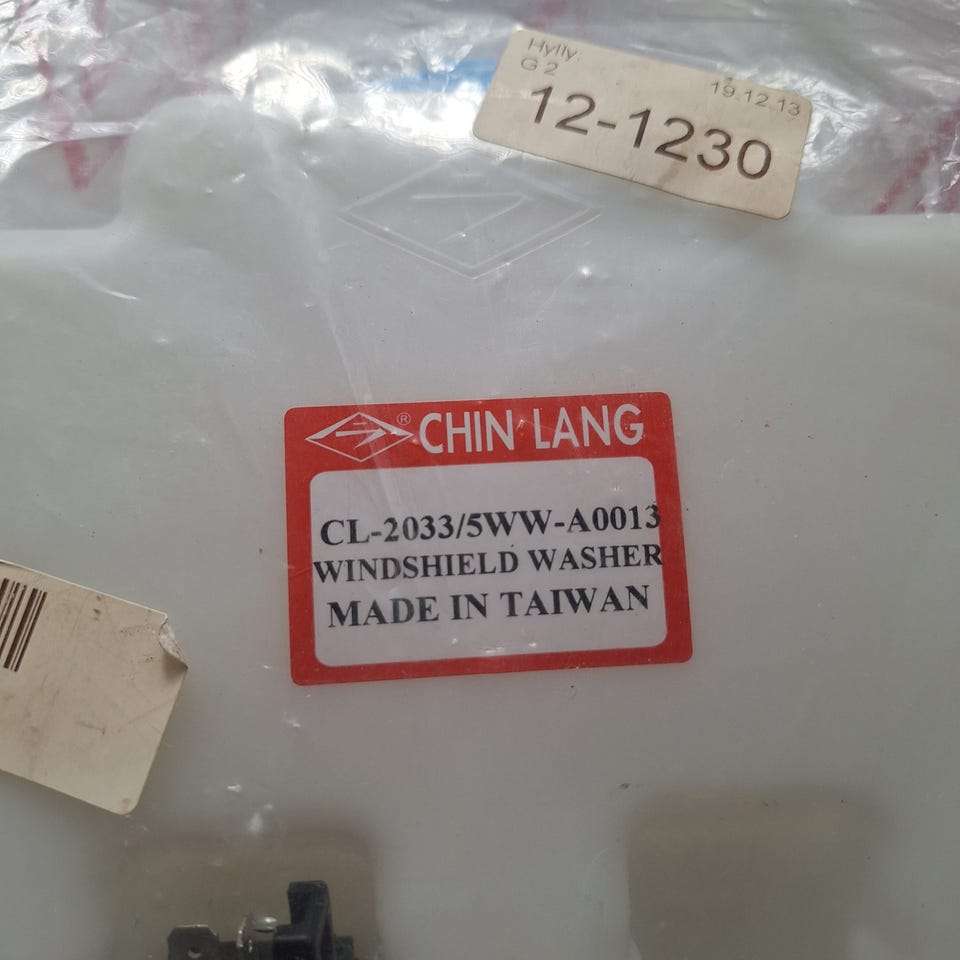 Hylly:
G 2
19.12.13
12-1230
® CHIN LANG
CL-2033/5WW-A0013
WINDSHIELD WASHER
MADE IN TAIWAN